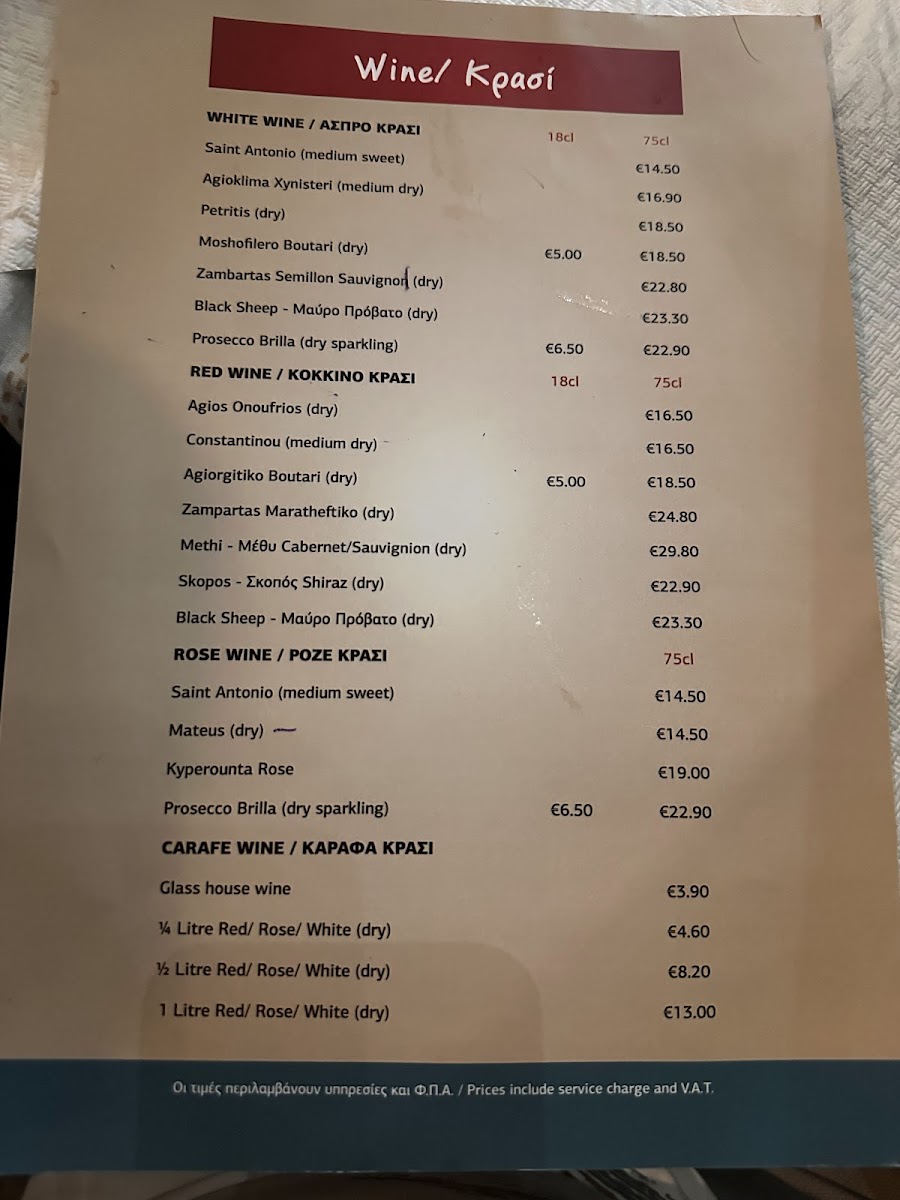 Wine/ Κρασί
WHITE WINE / ΑΣΠΡΟ ΚΡΑΣΙ 18cl 75cl
Saint Antonio (medium sweet) €14.50
Agioklima Xynisteri (medium dry) €16.90
Petritis (dry) €18.50
Moshofilero Boutari (dry) €5.00 €18.50
Zambartas Semillon Sauvignon (dry) €22.80
Black Sheep - Μαύρο Πρόβατο (dry) €23.30
Prosecco Brilla (dry sparkling) €6.50 €22.90
RED WINE / ΚΟΚΚΙΝΟ ΚΡΑΣΙ 18cl 75cl
Agios Onoufrios (dry) €16.50
Constantinou (medium dry) €16.50
Agiorgitiko Boutari (dry) €5.00 €18.50
Zampartas Maratheftiko (dry) €24.80
Methi - Μέθυ Cabernet/Sauvignion (dry) €29.80
Skopos - Σκοπός Shiraz (dry) €22.90
Black Sheep - Μαύρο Πρόβατο (dry) €23.30
ROSE WINE / ΡΟΖΕ ΚΡΑΣΙ 75cl
Saint Antonio (medium sweet) €14.50
Mateus (dry) €14.50
Kyperounta Rose €19.00
Prosecco Brilla (dry sparkling) €6.50 €22.90
CARAFE WINE / ΚΑΡΑΦΑ ΚΡΑΣΙ
Glass house wine €3.90
¼ Litre Red/ Rose/ White (dry) €4.60
½ Litre Red/ Rose/ White (dry) €8.20
1 Litre Red/ Rose/ White (dry) €13.00
Οι τιμές περιλαμβάνουν υπηρεσίες και Φ.Π.Α. / Prices include service charge and V.A.T.